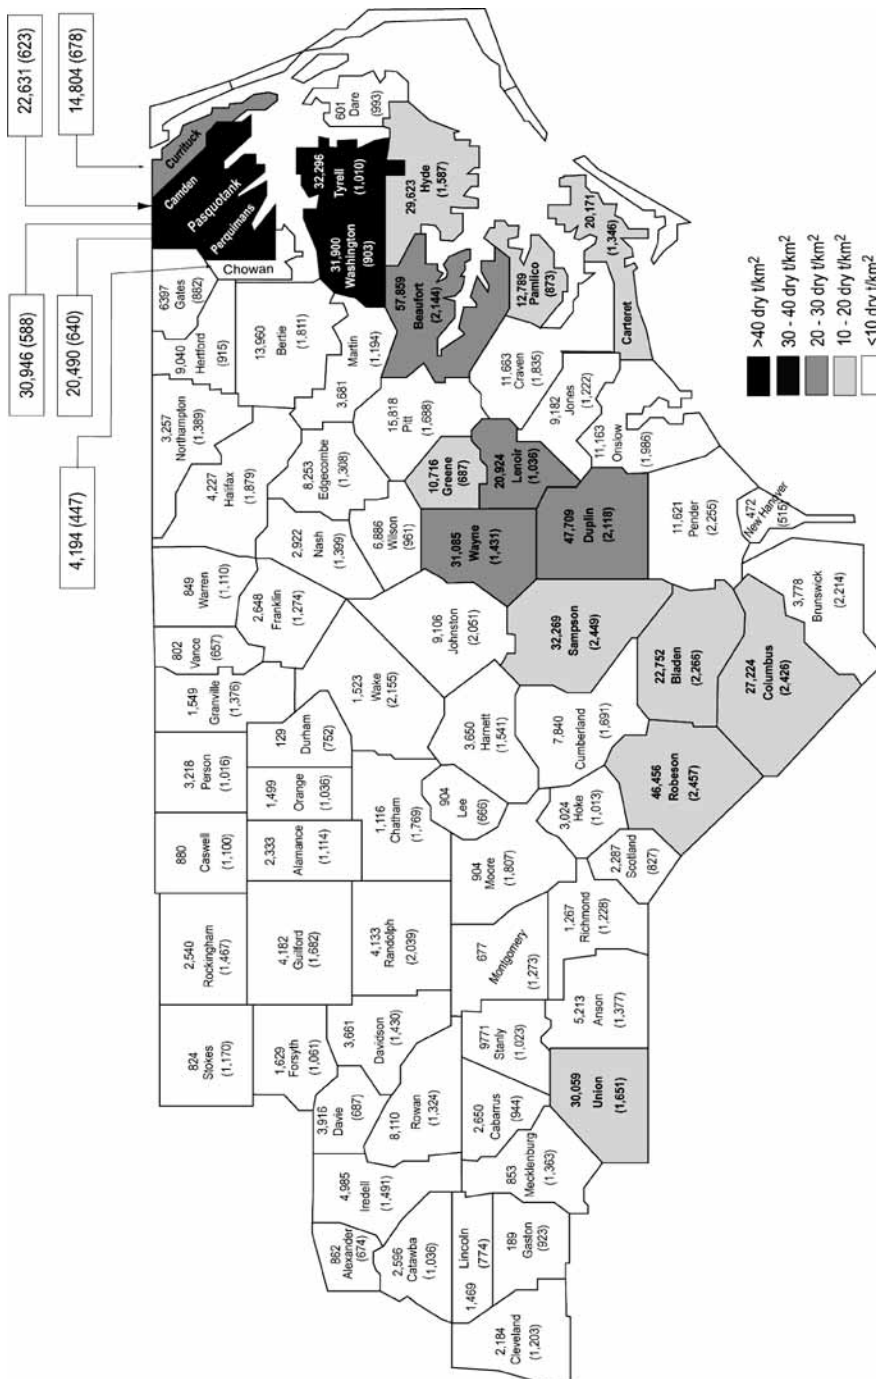 22,631 (623)
14,804 (678)
30,946 (588)
20,490 (640)
4,194 (447)
Currituck
Camden
Pasquotank
Perquimans
Chowan
6397
Gates
(882)
9,040
Hertford
(915)
13,960
Bertie
(1,811)
3,257
Northampton
(1,389)
4,227
Halifax
(1,879)
849
Warren
(1,110)
802
Vance
(657)
1,549
Granville
(1,376)
3,218
Person
(1,016)
880
Caswell
(1,100)
2,540
Rockingham
(1,467)
824
Stokes
(1,170)
601
Dare
(993)
32,296
Tyrell
(1,010)
31,900
Washington
(903)
3,681
Martin
(1,194)
8,253
Edgecombe
(1,308)
2,922
Nash
(1,399)
2,648
Franklin
(1,274)
129
Durham
(752)
1,499
Orange
(1,036)
2,333
Alamance
(1,114)
4,182
Guilford
(1,682)
1,629
Forsyth
(1,061)
29,623
Hyde
(1,587)
57,859
Beaufort
(2,144)
15,818
Pitt
(1,688)
6,886
Wilson
(961)
1,523
Wake
(2,155)
1,116
Chatham
(1,769)
4,133
Randolph
(2,039)
3,661
Davidson
(1,430)
3,916
Davie
(687)
4,985
Iredell
(1,491)
862
Alexander
(674)
10,716
Greene
(687)
20,924
Lenoir
(1,036)
31,085
Wayne
(1,431)
9,106
Johnston
(2,051)
3,650
Harnett
(1,541)
904
Lee
(666)
904
Moore
(1,807)
677
Montgomery
(1,273)
9771
Stanly
(1,023)
8,110
Rowan
(1,324)
2,650
Cabarrus
(944)
2,596
Catawba
(1,036)
12,789
Pamlico
(873)
11,663
Craven
(1,835)
9,182
Jones
(1,222)
20,171
(1,346)
Carteret
11,163
Onslow
(1,986)
47,709
Duplin
(2,118)
32,269
Sampson
(2,449)
7,840
Cumberland
(1,691)
3,024
Hoke
(1,013)
2,287
Scotland
(827)
1,267
Richmond
(1,228)
5,213
Anson
(1,377)
30,059
Union
(1,651)
853
Mecklenburg
(1,363)
189
Gaston
(923)
Lincoln
(774)
1,469
2,184
Cleveland
(1,203)
11,621
Pender
(2,255)
472
New Hanover
(515)
3,778
Brunswick
(2,214)
22,752
Bladen
(2,266)
27,224
Columbus
(2,426)
46,456
Robeson
(2,457)
>40 dry t/km²
30 - 40 dry t/km²
20 - 30 dry t/km²
10 - 20 dry t/km²
<10 dry t/km²